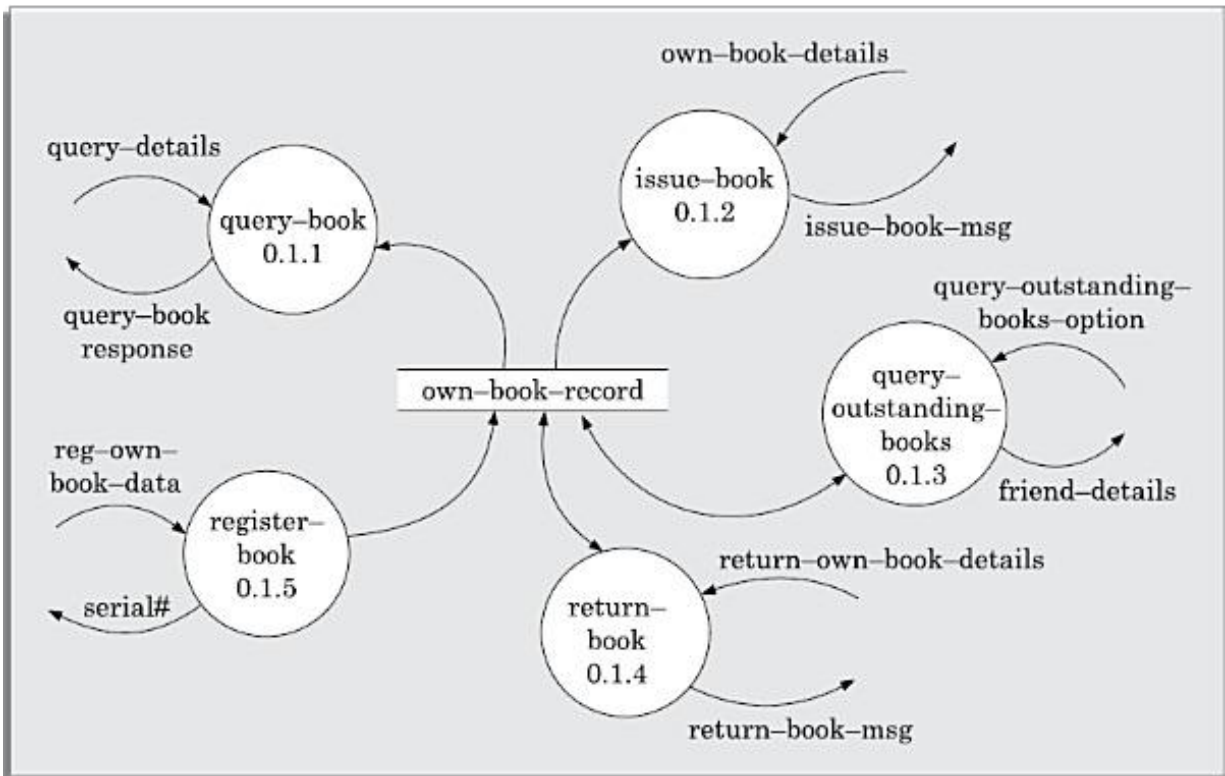 own–book–details
query–details
query–book
0.1.1
issue–book
0.1.2
issue–book–msg
query–book
response
query–outstanding–
books–option
own–book–record
query–
outstanding–
books
0.1.3
friend–details
reg–own–
book–data
register–
book
0.1.5
serial#
return–own–book–details
return–
book
0.1.4
return–book–msg